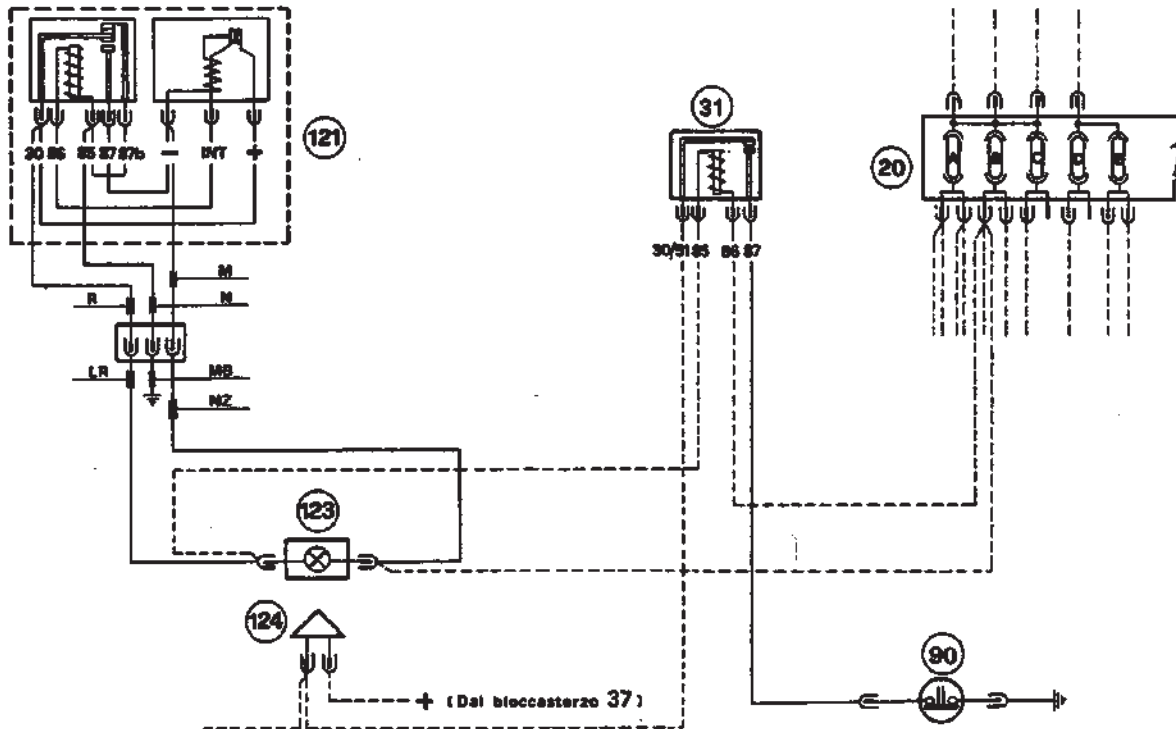 31
121
20
A B C D E
30 86 85 87 87b — INT +
30/51 85 86 87
M
R
N
LR
MB
NZ
123
124
90
+ (Dal bloccasterzo 37)